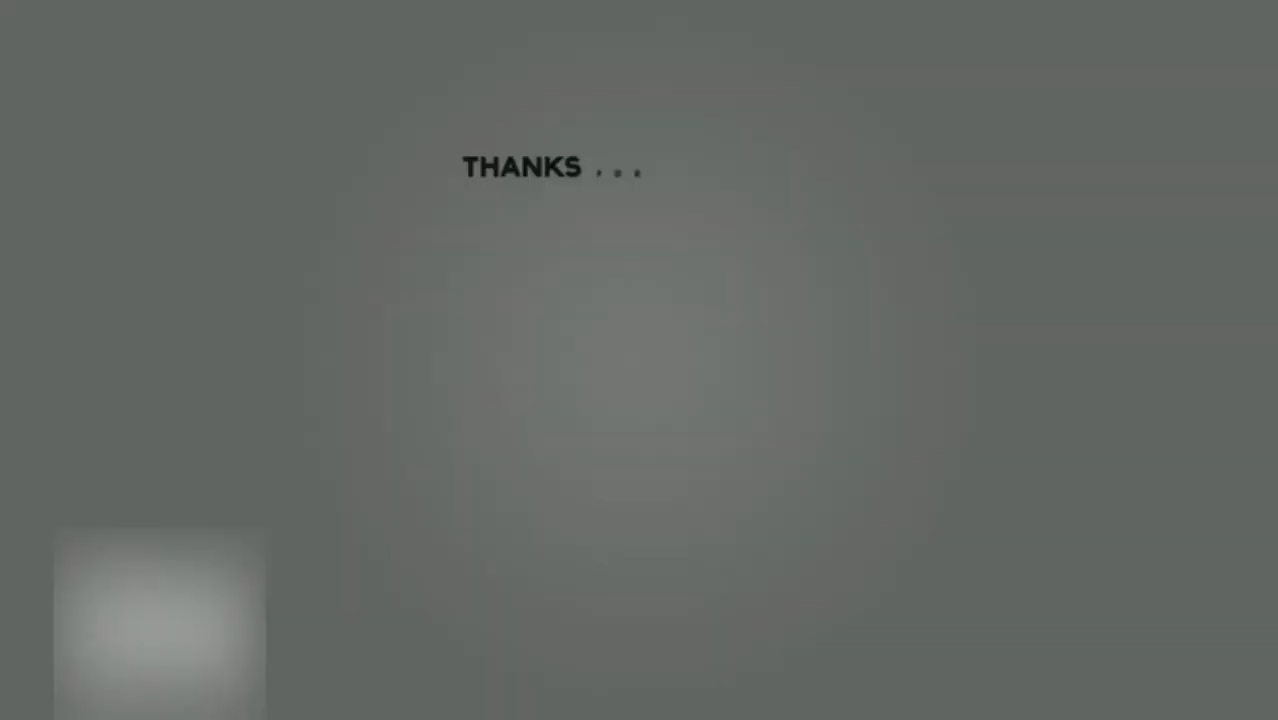 THANKS . . .